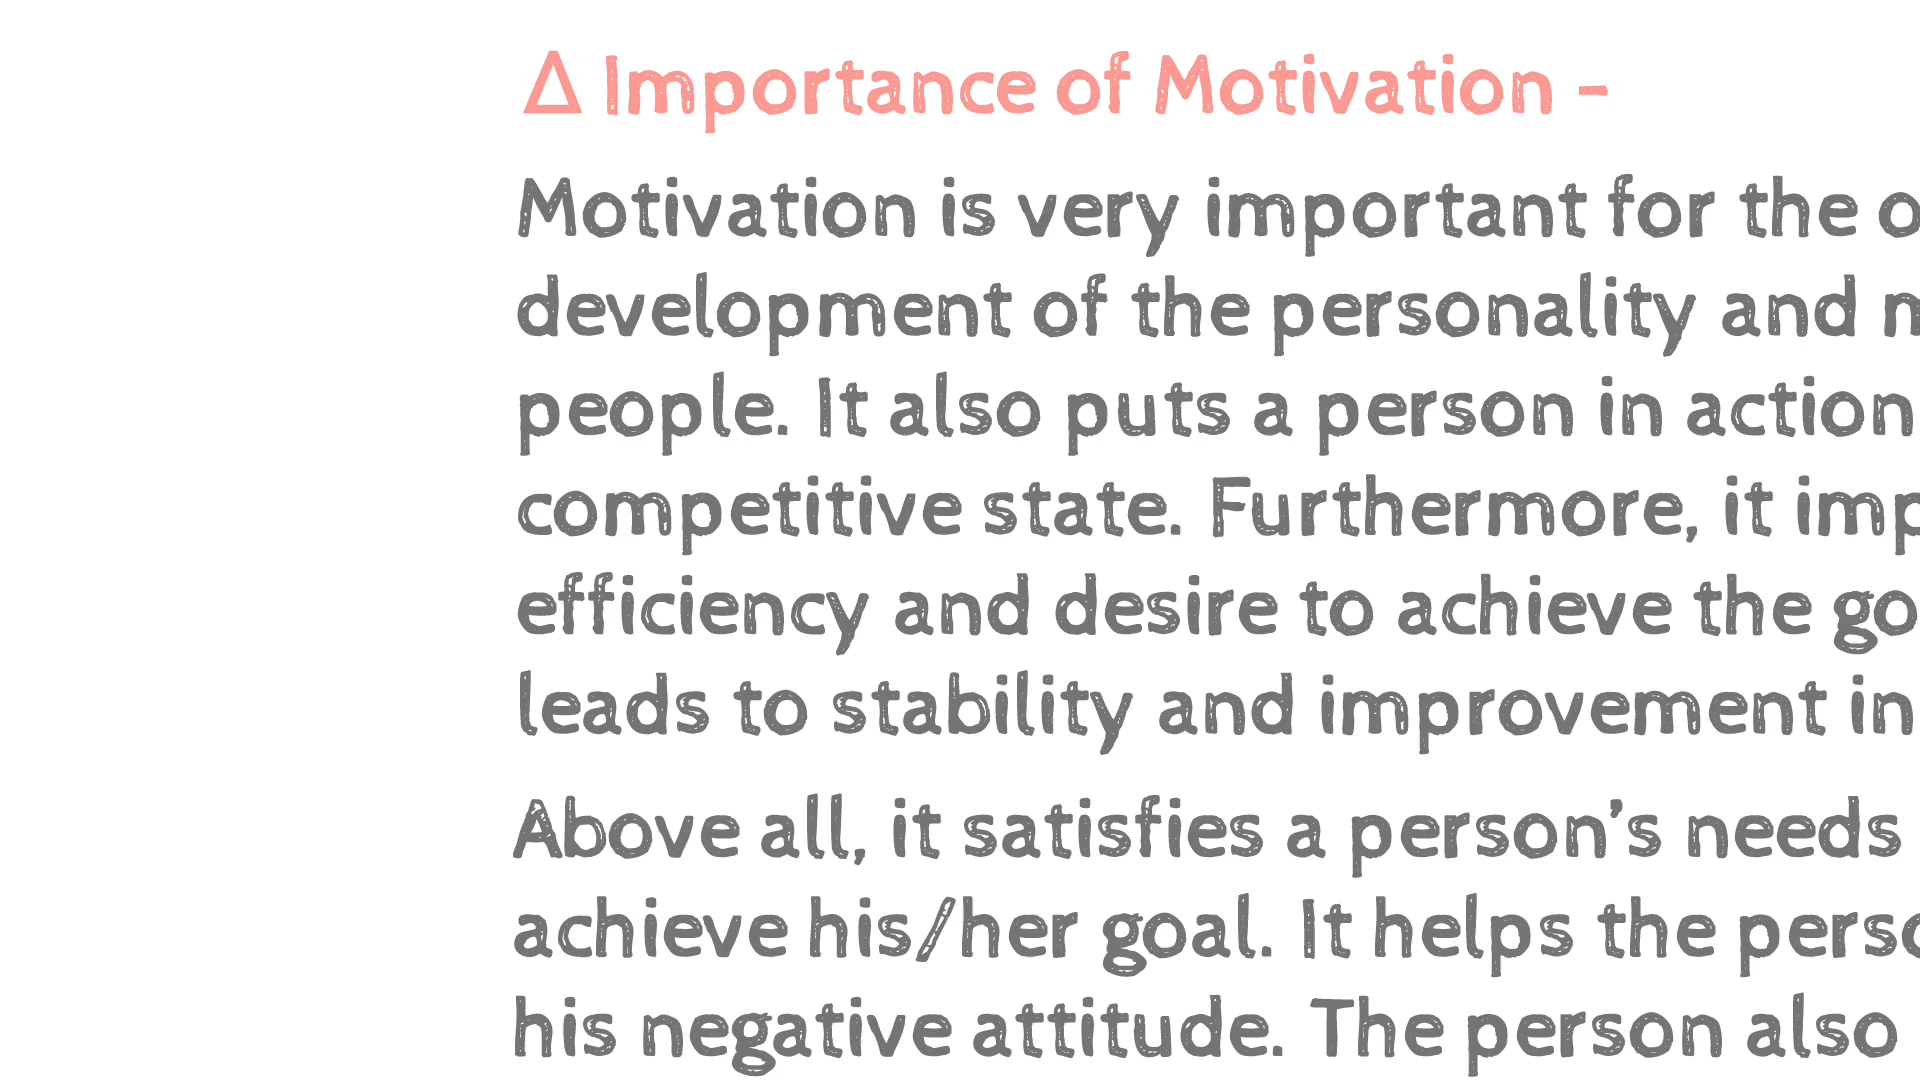 Δ Importance of Motivation -
Motivation is very important for the
development of the personality and
people. It also puts a person in action
competitive state. Furthermore, it
efficiency and desire to achieve the
leads to stability and improvement in
Above all, it satisfies a person's needs
achieve his/her goal. It helps the
his negative attitude. The person also